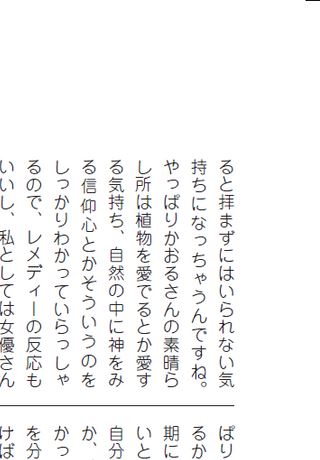 ると拝まずにはいられない気
持ちになっちゃうんですね。
やっぱりかおるさんの素晴ら
し所は植物を愛でるとか愛す
る気持ち、自然の中に神をみ
る信仰心とかそういうのを
しっかりわかっていらっしゃ
るので、レメディーの反応も
いいし、私としては女優さん
ぱり
るか
期に
いと
自分
か、
かっ
を分
けば